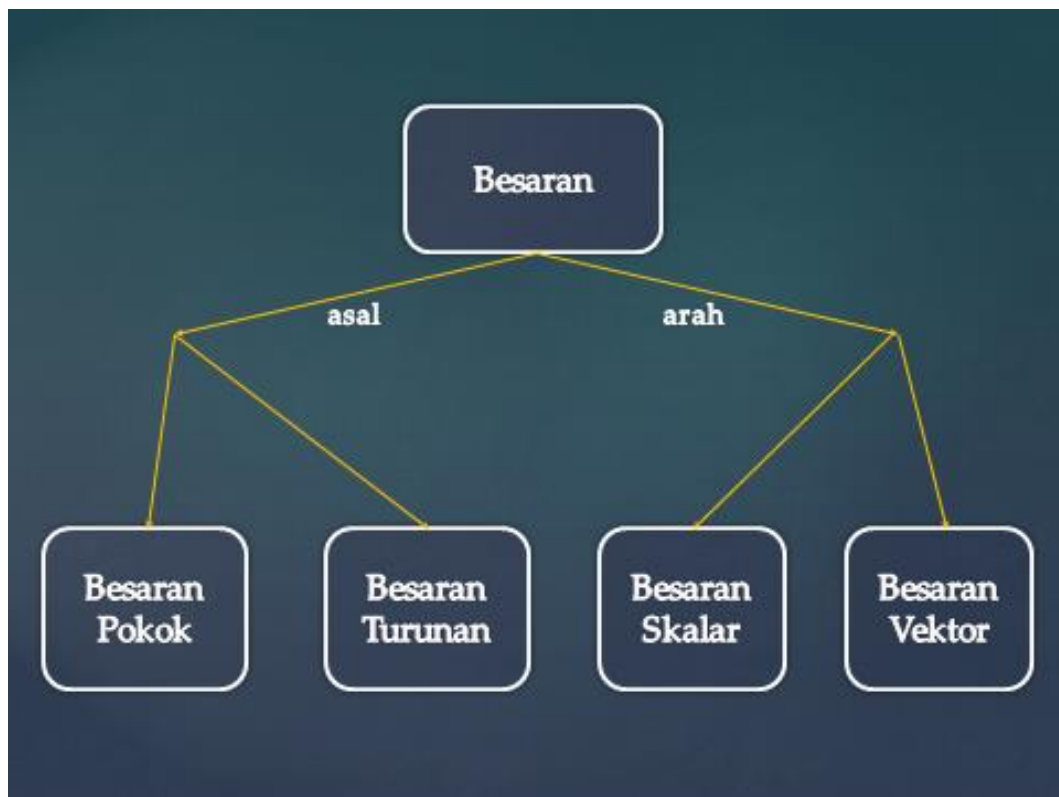 Besaran
asal
arah
Besaran
Pokok
Besaran
Turunan
Besaran
Skalar
Besaran
Vektor